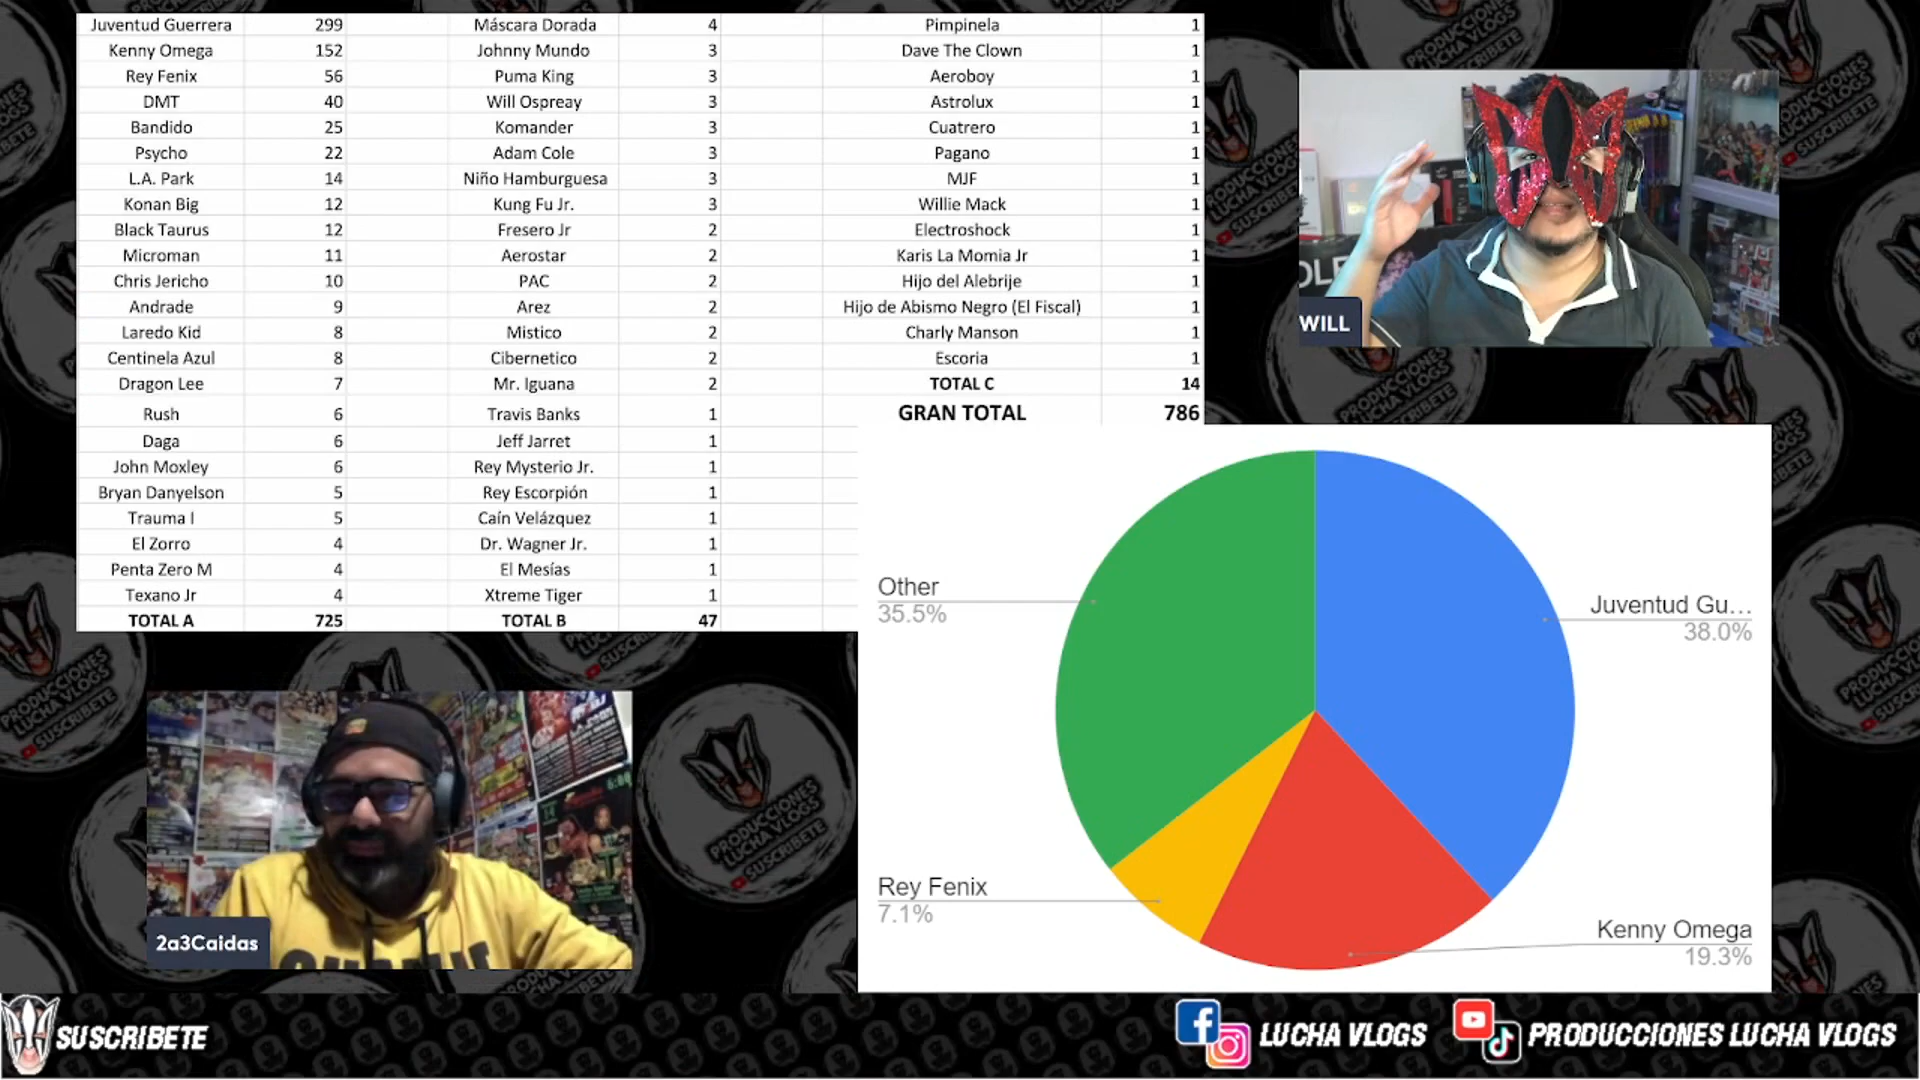 Juventud Guerrera 299 Máscara Dorada 4 Pimpinela 1
Kenny Omega 152 Johnny Mundo 3 Dave The Clown 1
Rey Fenix 56 Puma King 3 Aeroboy 1
DMT 40 Will Ospreay 3 Astrolux 1
Bandido 25 Komander 3 Cuatrero 1
Psycho 22 Adam Cole 3 Pagano 1
L.A. Park 14 Niño Hamburguesa 3 MJF 1
Konan Big 12 Kung Fu Jr. 3 Willie Mack 1
Black Taurus 12 Fresero Jr 2 Electroshock 1
Microman 11 Aerostar 2 Karis La Momia Jr 1
Chris Jericho 10 PAC 2 Hijo del Alebrije 1
Andrade 9 Arez 2 Hijo de Abismo Negro (El Fiscal) 1
Laredo Kid 8 Mistico 2 Charly Manson 1
Centinela Azul 8 Cibernetico 2 Escoria 1
Dragon Lee 7 Mr. Iguana 2 TOTAL C 14
Rush 6 Travis Banks 1 GRAN TOTAL 786
Daga 6 Jeff Jarret 1
John Moxley 6 Rey Mysterio Jr. 1
Bryan Danyelson 5 Rey Escorpión 1
Trauma I 5 Caín Velázquez 1
El Zorro 4 Dr. Wagner Jr. 1
Penta Zero M 4 El Mesías 1
Texano Jr 4 Xtreme Tiger 1
TOTAL A 725 TOTAL B 47
WILL
Other
35.5%
Juventud Gu...
38.0%
Rey Fenix
7.1%
Kenny Omega
19.3%
2a3Caidas
PRODUCCIONES
LUCHA VLOGS
SUSCRIBETE
SUSCRIBETE
LUCHA VLOGS
PRODUCCIONES LUCHA VLOGS